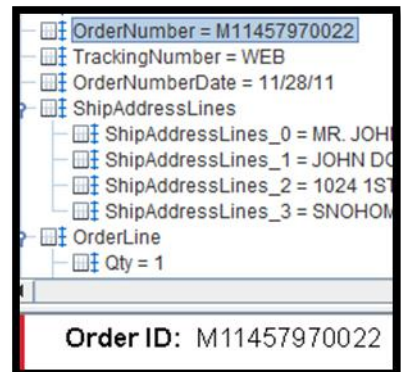 OrderNumber = M11457970022
TrackingNumber = WEB
OrderNumberDate = 11/28/11
ShipAddressLines
ShipAddressLines_0 = MR. JOH
ShipAddressLines_1 = JOHN DO
ShipAddressLines_2 = 1024 1ST
ShipAddressLines_3 = SNOHOM
OrderLine
Qty = 1
Order ID: M11457970022